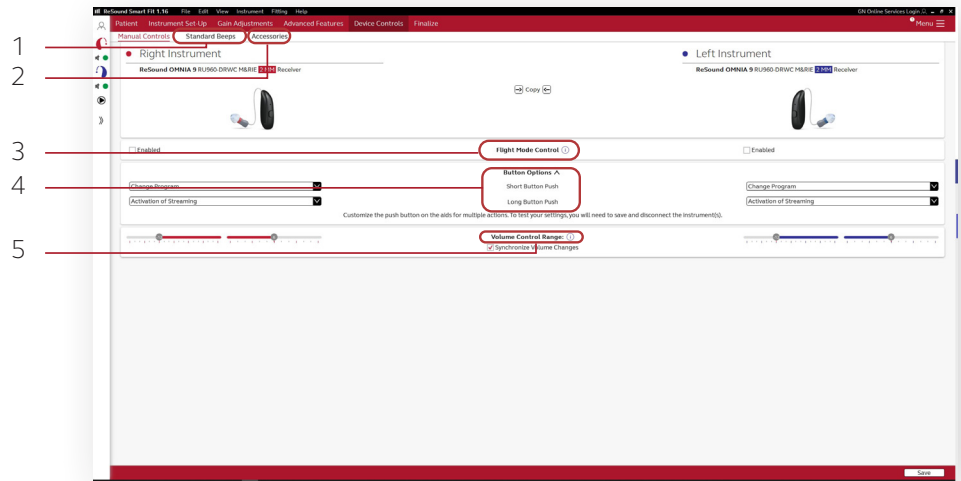 ReSound Smart Fit 1.16 File Edit View Instrument Fitting Help GN Online Services Login
Patient Instrument Set-Up Gain Adjustments Advanced Features Device Controls Finalize Menu
Manual Controls Standard Beeps Accessories
1
2
Right Instrument Left Instrument
ReSound OMNIA 9 RU960-DRWC M&RIE 2 MM Receiver ReSound OMNIA 9 RU960-DRWC M&RIE 2 MM Receiver
Copy
3
Enabled Flight Mode Control Enabled
4
Button Options
Change Program Short Button Push Change Program
Activation of Streaming Long Button Push Activation of Streaming
Customize the push button on the aids for multiple actions. To test your settings, you will need to save and disconnect the instrument(s).
5
Volume Control Range:
Synchronize Volume Changes
Save